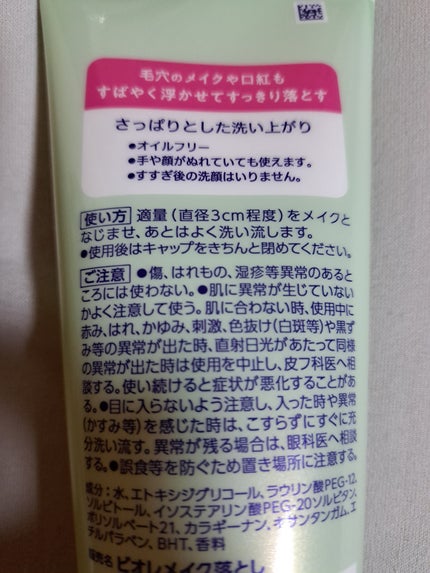 毛穴のメイクや口紅も
すばやく浮かせてすっきり落とす
さっぱりとした洗い上がり
●オイルフリー
●手や顔がぬれていても使えます。
●すすぎ後の洗顔はいりません。
使い方 適量(直径3cm程度)をメイクと
なじませ、あとはよく洗い流します。
●使用後はキャップをきちんと閉めてください。
ご注意 ●傷、はれもの、湿疹等異常のあると
ころには使わない。●肌に異常が生じていない
かよく注意して使う。肌に合わない時、使用中に
赤み、はれ、かゆみ、刺激、色抜け(白斑等)や黒ず
み等の異常が出た時、直射日光があたって同様
の異常が出た時は使用を中止し、皮フ科医へ相
談する。使い続けると症状が悪化することがあ
る。●目に入らないよう注意し、入った時や異常
(かすみ等)を感じた時は、こすらずにすぐに充
分洗い流す。異常が残る場合は、眼科医へ相談
する。●誤食等を防ぐため置き場所に注意する。
成分:水、エトキシジグリコール、ラウリン酸PEG-12、
ソルビトール、イソステアリン酸PEG-20ソルビタン、
ポリソルベート21、カラギーナン、キサンタンガム、エ
チルパラベン、BHT、香料
販売名 ビオレメイク落とし